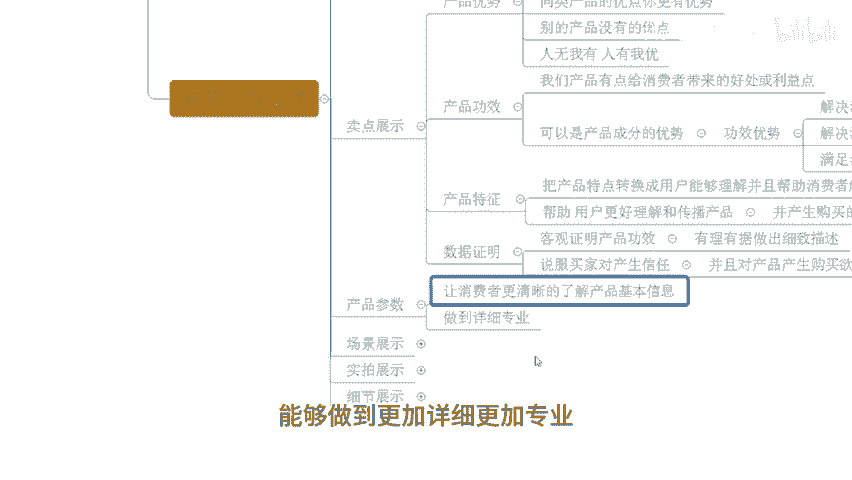 产品优势
同类产品的优点你更有优势
别的产品没有的优点
人无我有 人有我优
我们产品有点给消费者带来的好处或利益点
产品功效
卖点展示
可以是产品成分的优势
功效优势
解决
解决
满足
把产品特点转换成用户能够理解并且帮助消费者
产品特征
帮助 用户更好理解和传播产品
并产生购买的
客观证明产品功效
有理有据做出细致描述
数据证明
说服买家对产生信任
并且对产品产生购买欲
让消费者更清晰的了解产品基本信息
产品参数
做到详细专业
场景展示
实拍展示
细节展示
能够做到更加详细更加专业